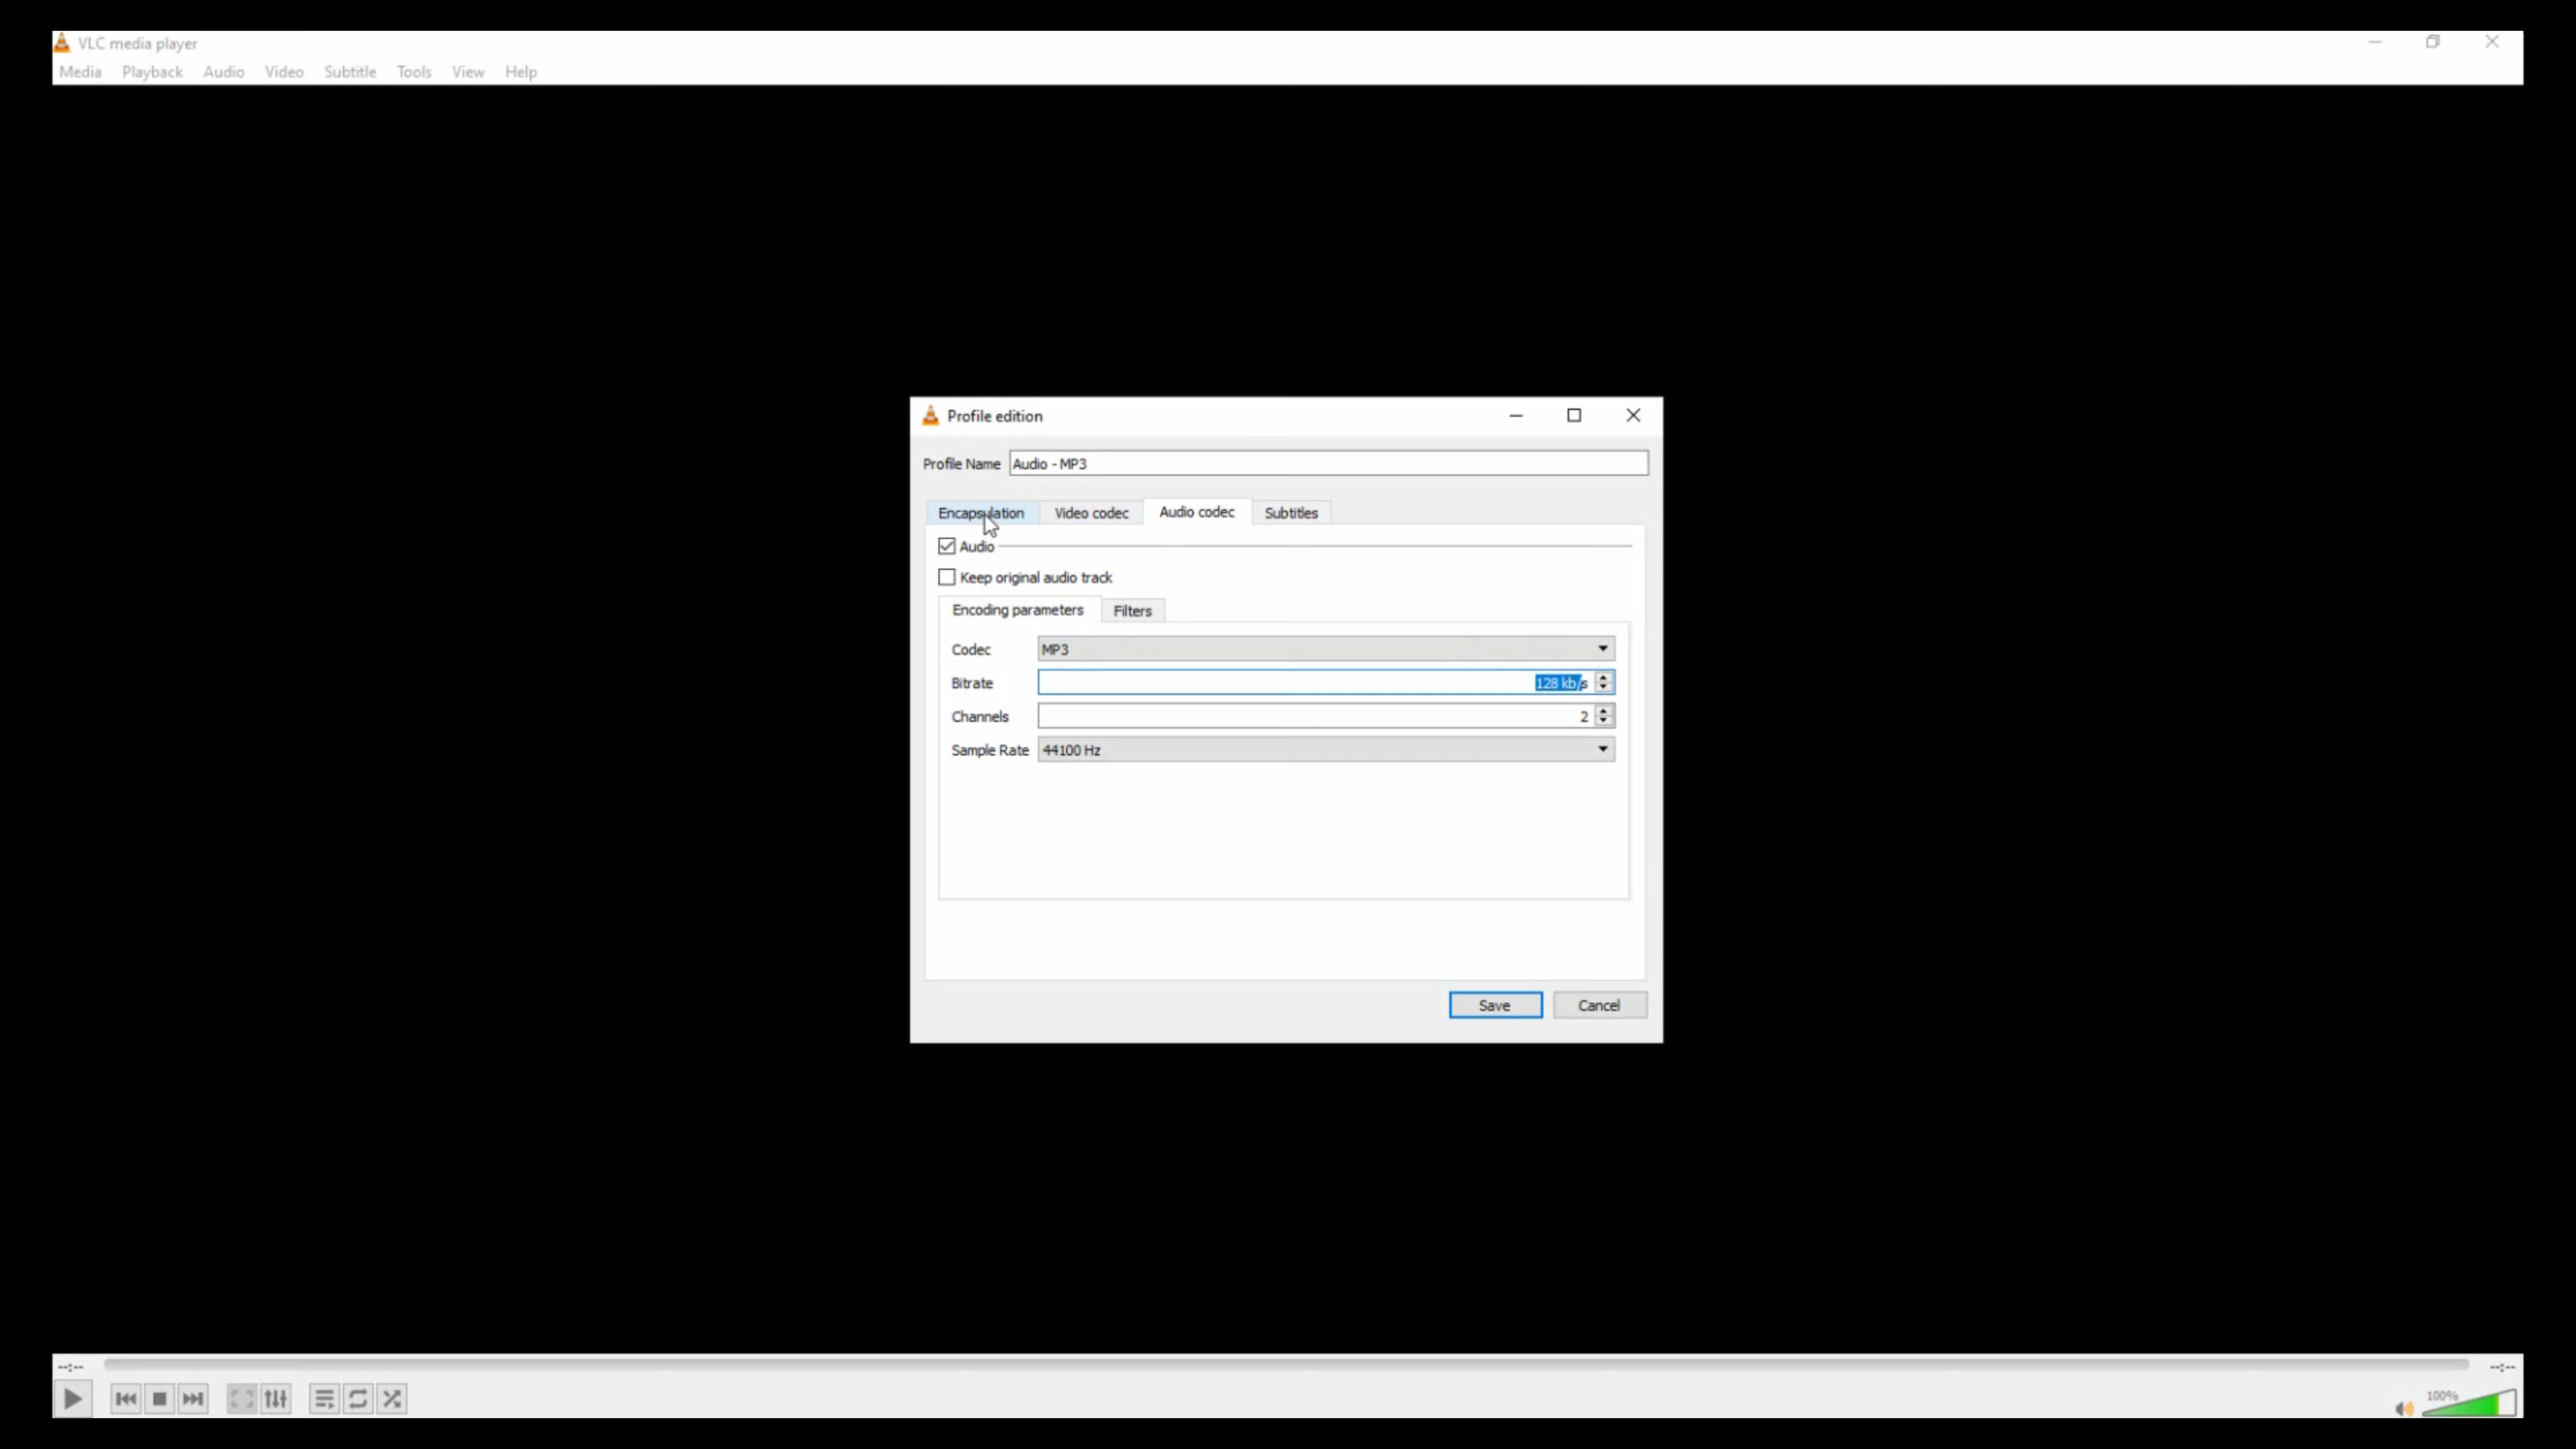 VLC media player
Media Playback Audio Video Subtitle Tools View Help
Profile edition
Profile Name Audio - MP3
Encapsulation Video codec Audio codec Subtitles
Audio
Keep original audio track
Encoding parameters Filters
Codec MP3
Bitrate 128 kb/s
Channels 2
Sample Rate 44100 Hz
Save Cancel
--:-- --:--
100%